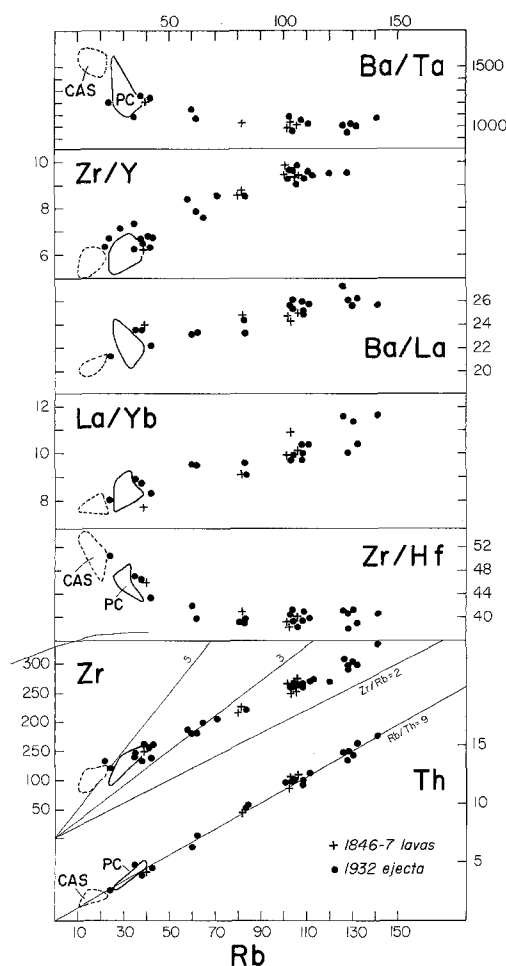 50 100 150
Ba/Ta
1500
1000
CAS
PC
Zr/Y
10
8
6
Ba/La
26
24
22
20
La/Yb
12
10
8
Zr/Hf
52
48
44
40
CAS
PC
Zr
300
250
200
250
100
50
5
3
Zr/Rb=2
Rb/Th=9
Th
15
10
5
PC
CAS
+ 1846-7 lavas
● 1932 ejecta
10 30 50 70 90 110 130 150
Rb